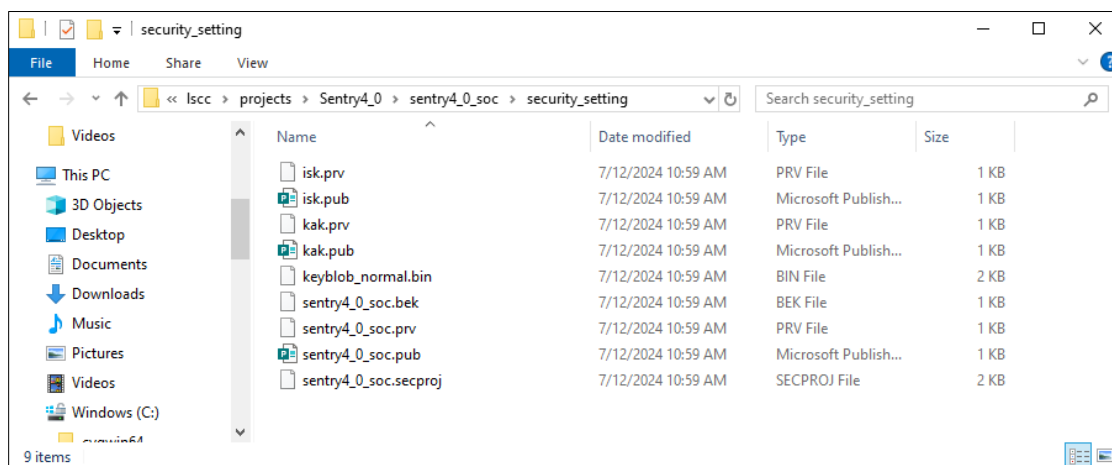 security_setting
File Home Share View
« lscc › projects › Sentry4_0 › sentry4_0_soc › security_setting Search security_setting
Videos
This PC
3D Objects
Desktop
Documents
Downloads
Music
Pictures
Videos
Windows (C:)
Name Date modified Type Size
isk.prv 7/12/2024 10:59 AM PRV File 1 KB
isk.pub 7/12/2024 10:59 AM Microsoft Publish... 1 KB
kak.prv 7/12/2024 10:59 AM PRV File 1 KB
kak.pub 7/12/2024 10:59 AM Microsoft Publish... 1 KB
keyblob_normal.bin 7/12/2024 10:59 AM BIN File 2 KB
sentry4_0_soc.bek 7/12/2024 10:59 AM BEK File 1 KB
sentry4_0_soc.prv 7/12/2024 10:59 AM PRV File 1 KB
sentry4_0_soc.pub 7/12/2024 10:59 AM Microsoft Publish... 1 KB
sentry4_0_soc.secproj 7/12/2024 10:59 AM SECPROJ File 2 KB
9 items